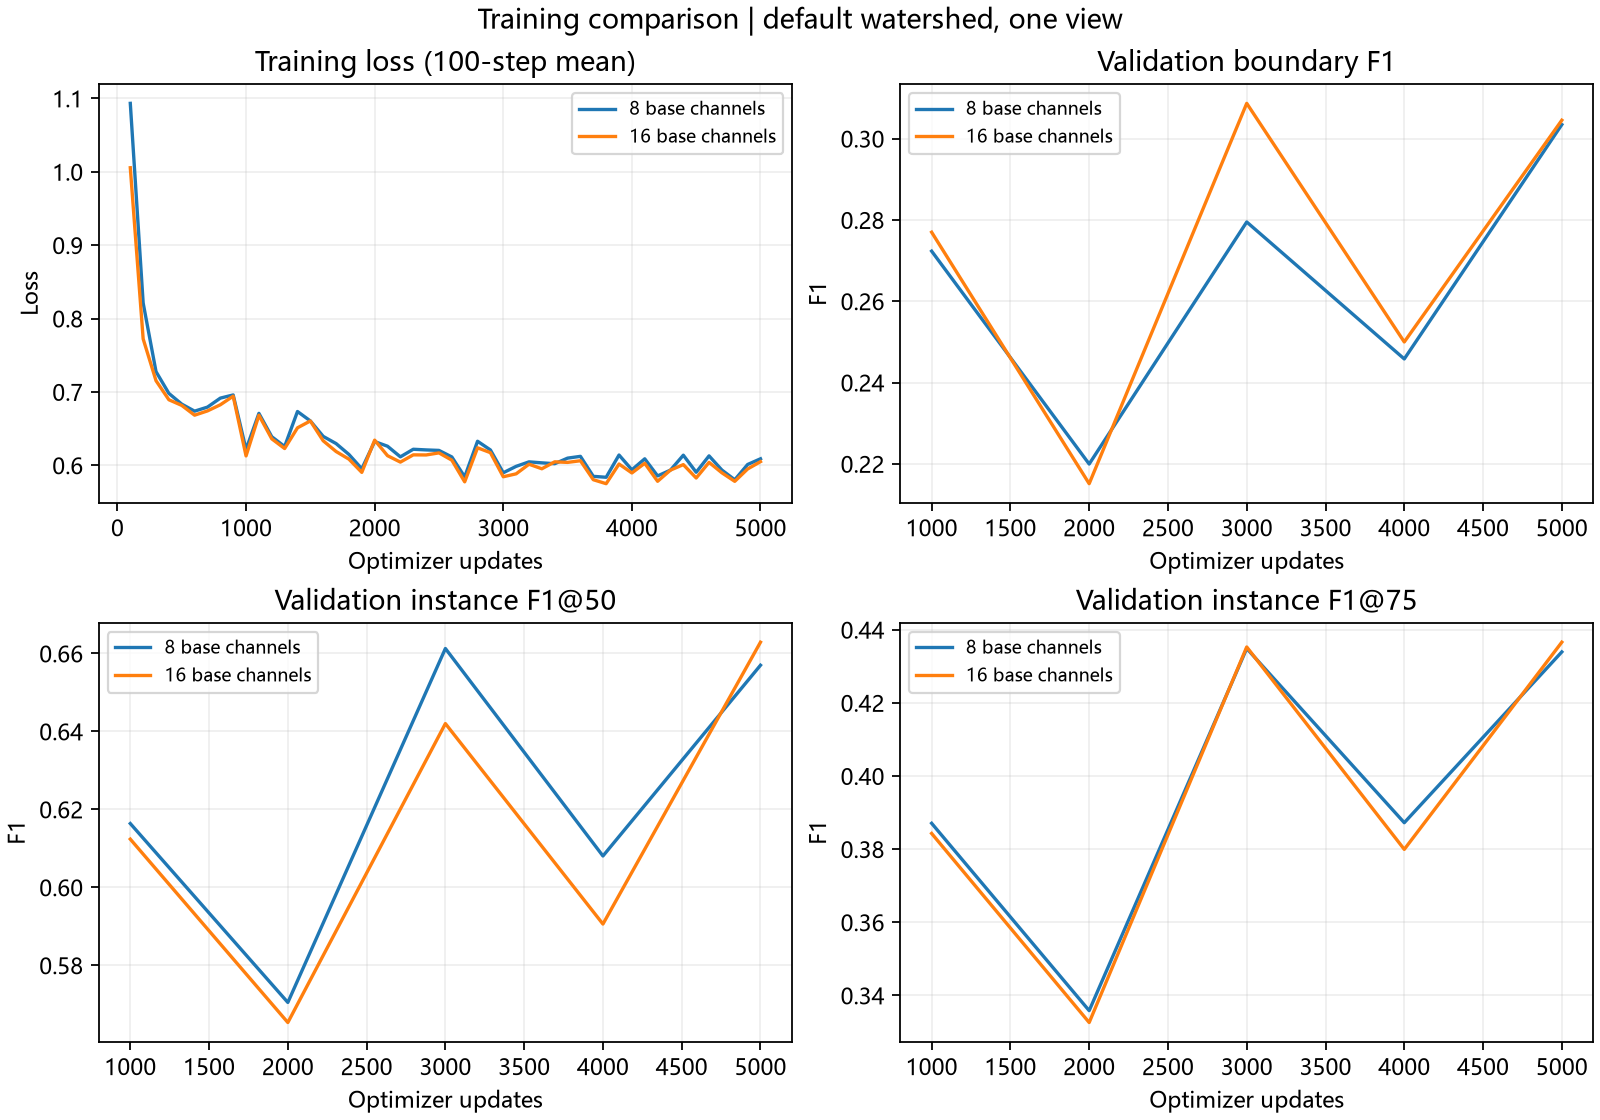 Training comparison | default watershed, one view
Training loss (100-step mean)
8 base channels
16 base channels
1.1
1.0
0.9
0.8
0.7
0.6
Loss
0 1000 2000 3000 4000 5000
Optimizer updates
Validation boundary F1
8 base channels
16 base channels
0.30
0.28
0.26
0.24
0.22
F1
1000 1500 2000 2500 3000 3500 4000 4500 5000
Optimizer updates
Validation instance F1@50
8 base channels
16 base channels
0.66
0.64
0.62
0.60
0.58
F1
1000 1500 2000 2500 3000 3500 4000 4500 5000
Optimizer updates
Validation instance F1@75
8 base channels
16 base channels
0.44
0.42
0.40
0.38
0.36
0.34
F1
1000 1500 2000 2500 3000 3500 4000 4500 5000
Optimizer updates